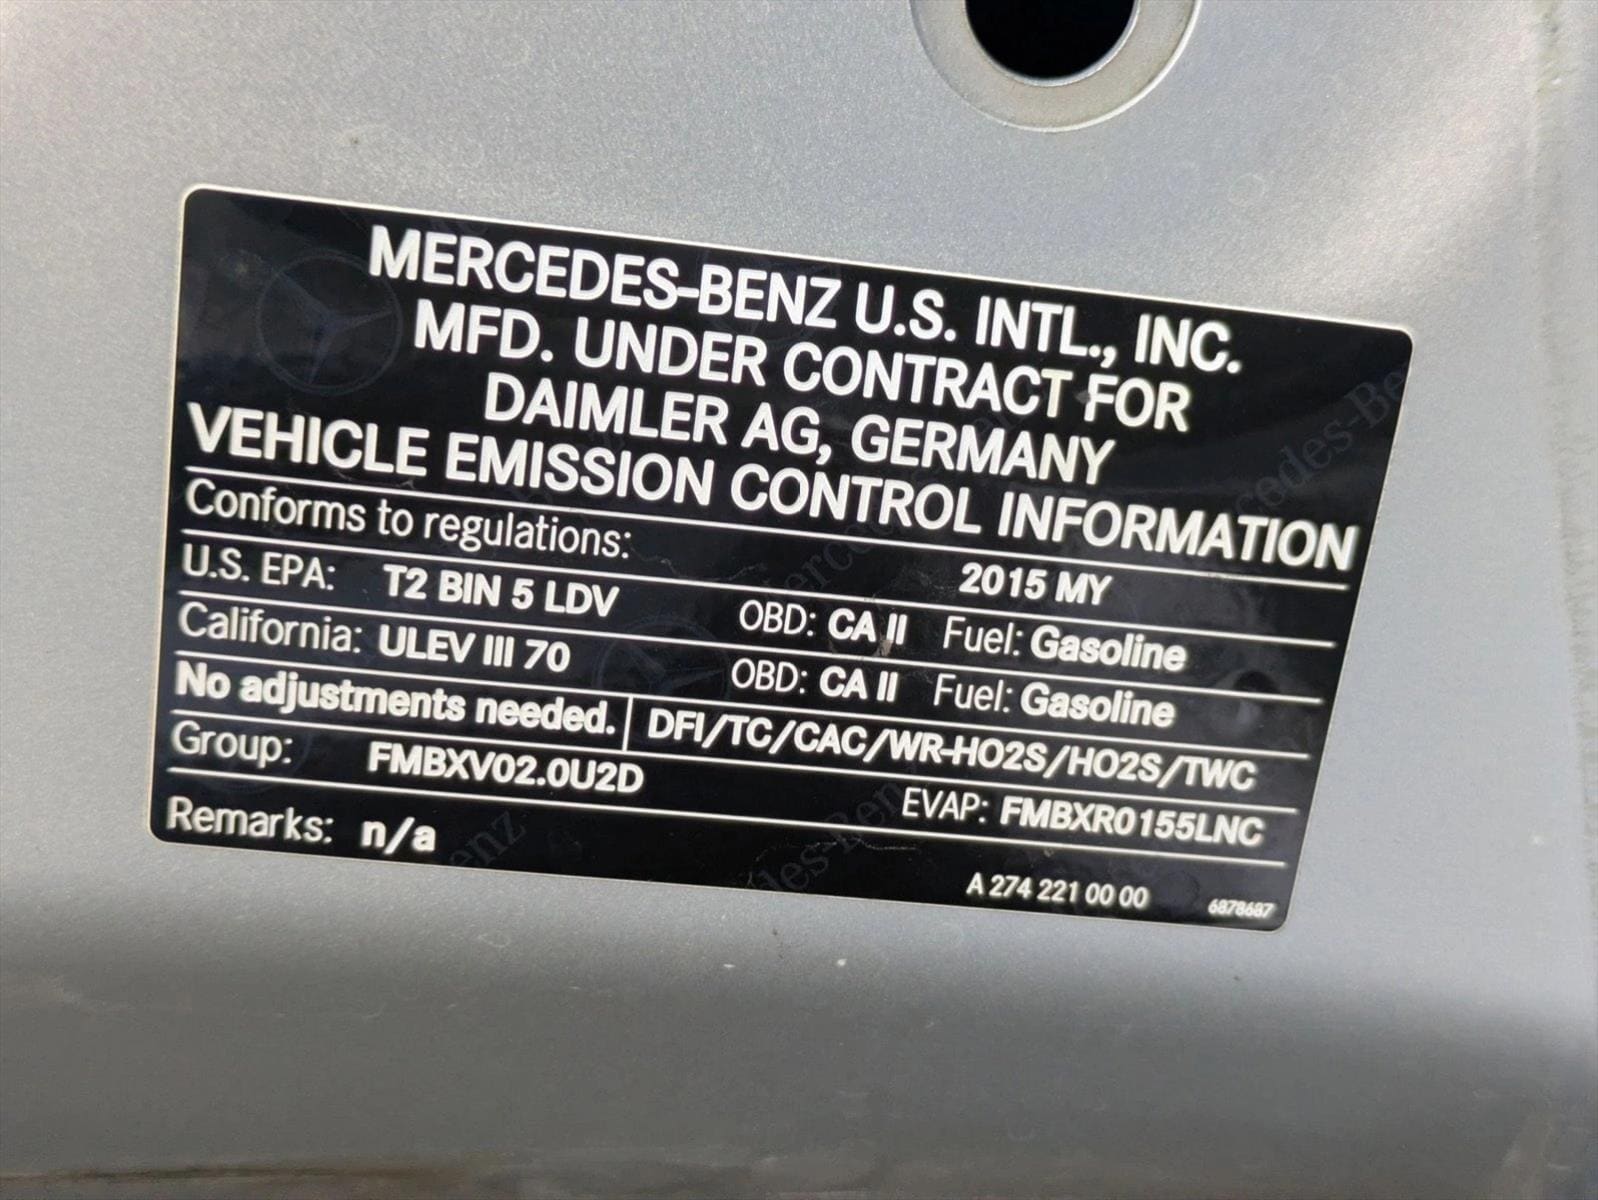 MERCEDES-BENZ U.S. INTL., INC.
MFD. UNDER CONTRACT FOR
DAIMLER AG, GERMANY
VEHICLE EMISSION CONTROL INFORMATION
Conforms to regulations: 2015 MY
U.S. EPA: T2 BIN 5 LDV OBD: CA II Fuel: Gasoline
California: ULEV III 70 OBD: CA II Fuel: Gasoline
No adjustments needed. DFI/TC/CAC/WR-HO2S/HO2S/TWC
Group: FMBXV02.0U2D EVAP: FMBXR0155LNC
Remarks: n/a
A 274 221 00 00 6878687